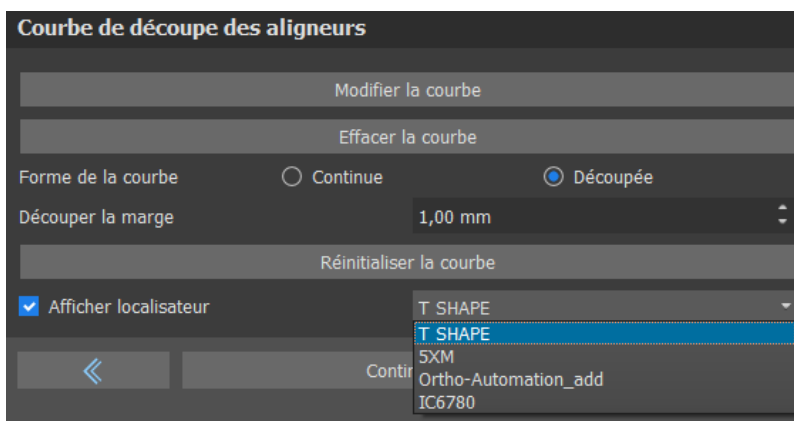 Courbe de découpe des aligneurs
Modifier la courbe
Effacer la courbe
Forme de la courbe Continue Découpée
Découper la marge 1,00 mm
Réinitialiser la courbe
Afficher localisateur T SHAPE
T SHAPE
5XM
Ortho-Automation_add
IC6780